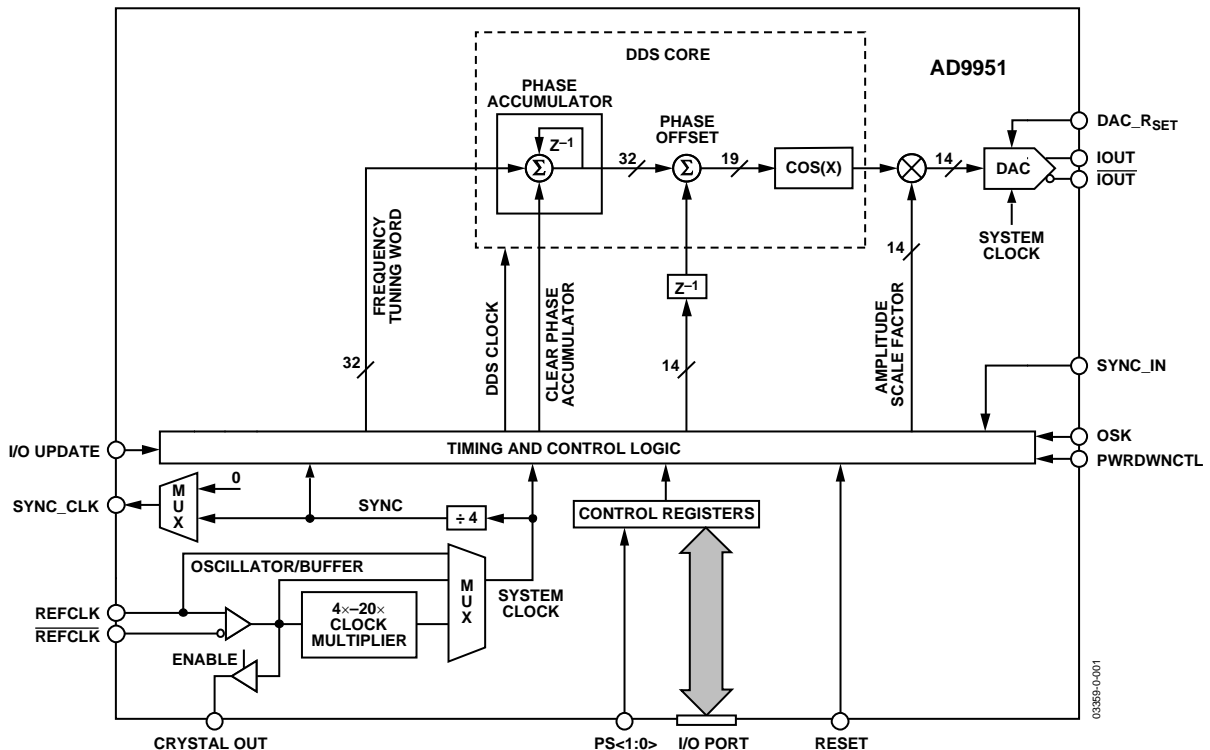 DDS CORE
AD9951
PHASE
ACCUMULATOR
PHASE
OFFSET
DAC_RSET
Z–1
IOUT
IOUT
Σ
32
Σ
19
COS(X)
14
DAC
SYSTEM
CLOCK
FREQUENCY
TUNING WORD
DDS CLOCK
CLEAR PHASE
ACCUMULATOR
Z–1
AMPLITUDE
SCALE FACTOR
14
32
14
SYNC_IN
I/O UPDATE
TIMING AND CONTROL LOGIC
OSK
PWRDWNCTL
0
SYNC_CLK
MUX
SYNC
÷ 4
CONTROL REGISTERS
OSCILLATOR/BUFFER
MUX
SYSTEM
CLOCK
REFCLK
REFCLK
4×–20×
CLOCK
MULTIPLIER
ENABLE
CRYSTAL OUT
PS<1:0>
I/O PORT
RESET
03359-0-001